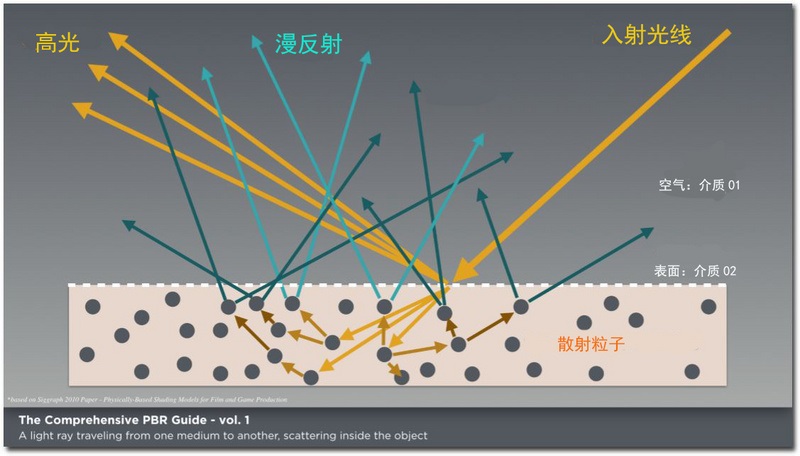 高光
漫反射
入射光线
空气：介质 01
表面：介质 02
散射粒子
*based on Siggraph 2010 Paper - Physically-Based Shading Models for Film and Game Production
The Comprehensive PBR Guide - vol. 1
A light ray traveling from one medium to another, scattering inside the object